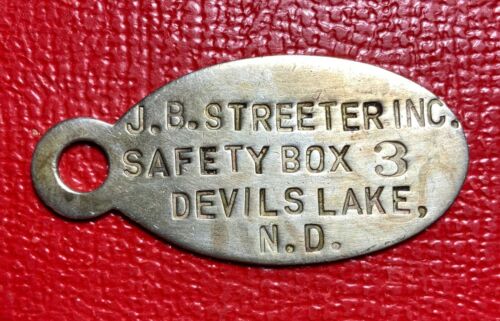 J.B. STREETER INC.
SAFETY BOX 3
DEVILS LAKE,
N.D.